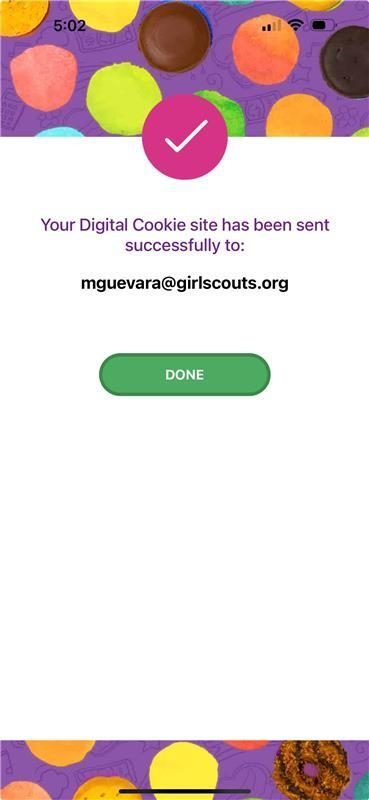 5:02
Your Digital Cookie site has been sent
successfully to:
mguevara@girlscouts.org
DONE